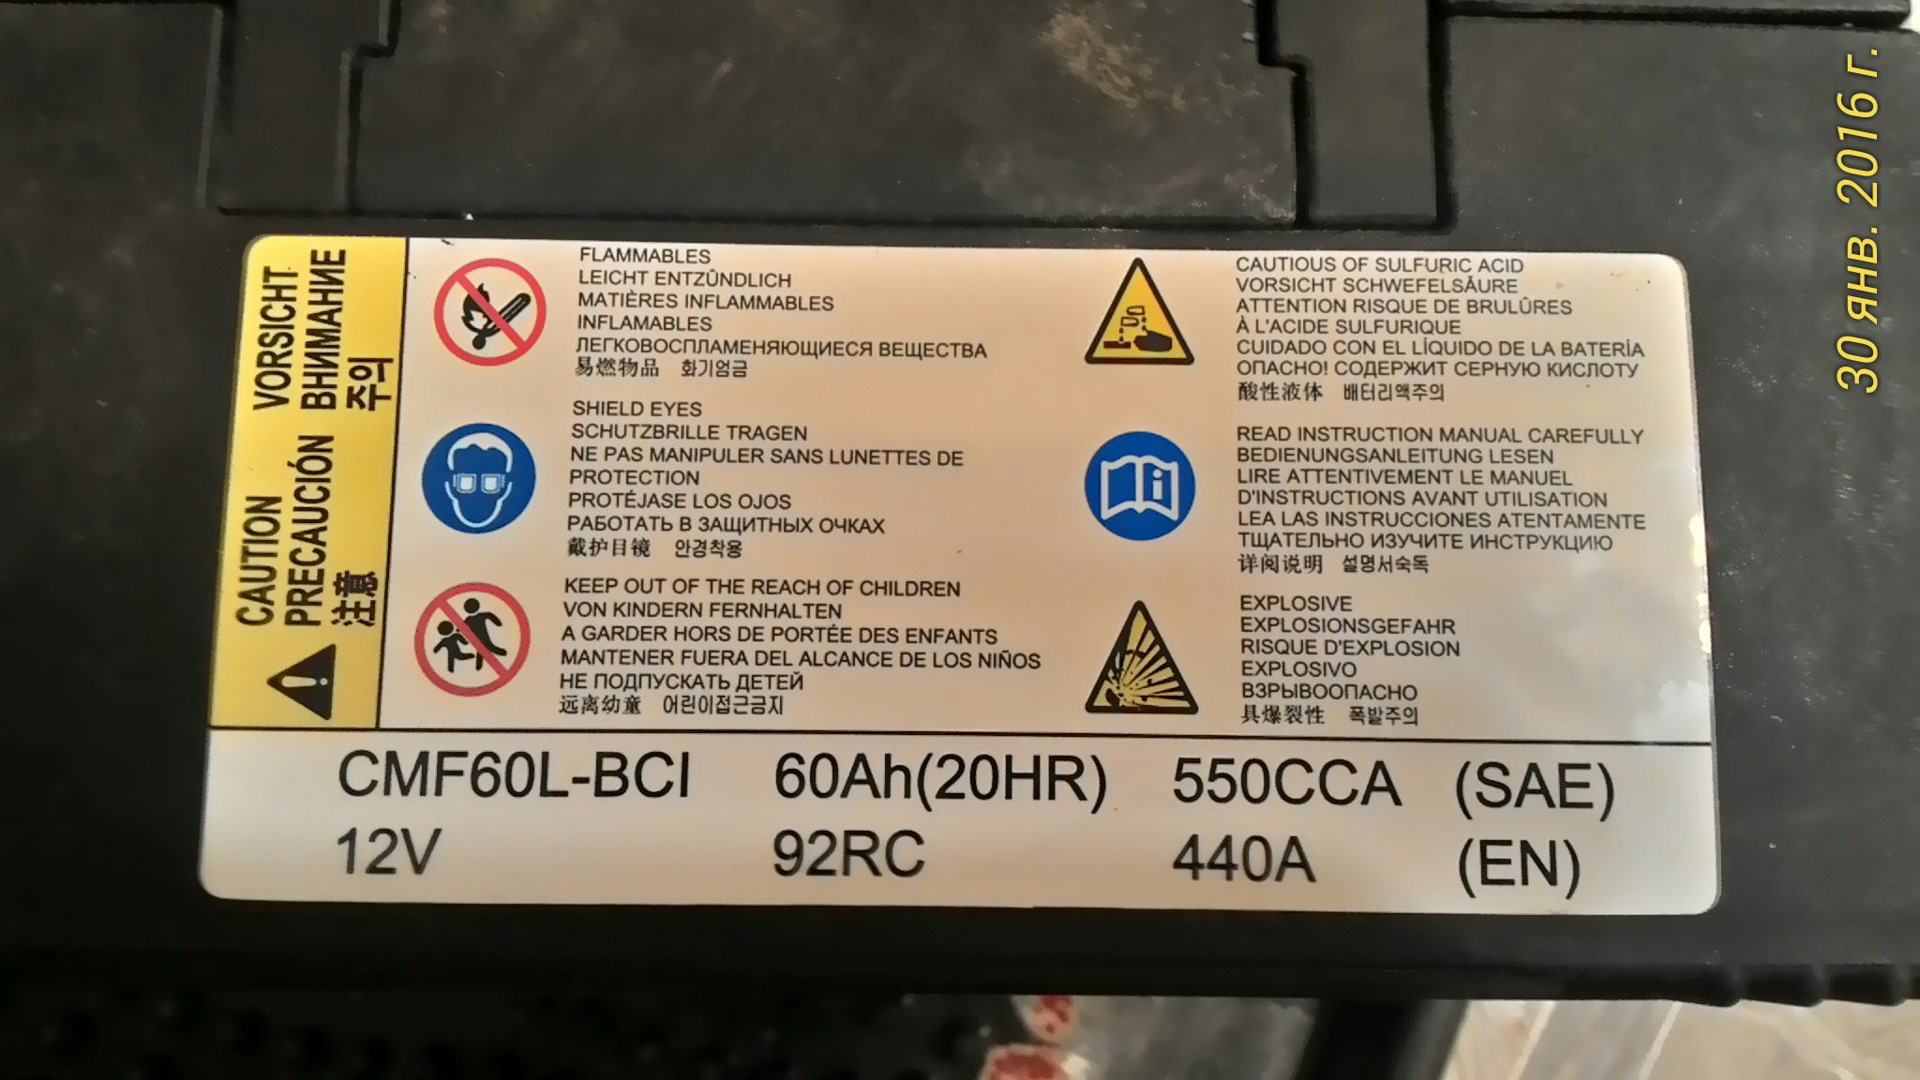 CAUTION VORSICHT
PRECAUCIÓN ВНИМАНИЕ
注意 주의
FLAMMABLES
LEICHT ENTZÛNDLICH
MATIÈRES INFLAMMABLES
INFLAMABLES
ЛЕГКОВОСПЛАМЕНЯЮЩИЕСЯ ВЕЩЕСТВА
易燃物品 화기엄금
SHIELD EYES
SCHUTZBRILLE TRAGEN
NE PAS MANIPULER SANS LUNETTES DE
PROTECTION
PROTÉJASE LOS OJOS
РАБОТАТЬ В ЗАЩИТНЫХ ОЧКАХ
戴护目镜 안경착용
KEEP OUT OF THE REACH OF CHILDREN
VON KINDERN FERNHALTEN
A GARDER HORS DE PORTÉE DES ENFANTS
MANTENER FUERA DEL ALCANCE DE LOS NIÑOS
НЕ ПОДПУСКАТЬ ДЕТЕЙ
远离幼童 어린이접근금지
CAUTIOUS OF SULFURIC ACID
VORSICHT SCHWEFELSÄURE
ATTENTION RISQUE DE BRULÛRES
À L'ACIDE SULFURIQUE
CUIDADO CON EL LÍQUIDO DE LA BATERÍA
ОПАСНО! СОДЕРЖИТ СЕРНУЮ КИСЛОТУ
酸性液体 배터리액주의
READ INSTRUCTION MANUAL CAREFULLY
BEDIENUNGSANLEITUNG LESEN
LIRE ATTENTIVEMENT LE MANUEL
D'INSTRUCTIONS AVANT UTILISATION
LEA LAS INSTRUCCIONES ATENTAMENTE
ТЩАТЕЛЬНО ИЗУЧИТЕ ИНСТРУКЦИЮ
详阅说明 설명서숙독
EXPLOSIVE
EXPLOSIONSGEFAHR
RISQUE D'EXPLOSION
EXPLOSIVO
ВЗРЫВООПАСНО
具爆裂性 폭발주의
CMF60L-BCI 60Ah(20HR) 550CCA (SAE)
12V 92RC 440A (EN)
30 янв. 2016 г.